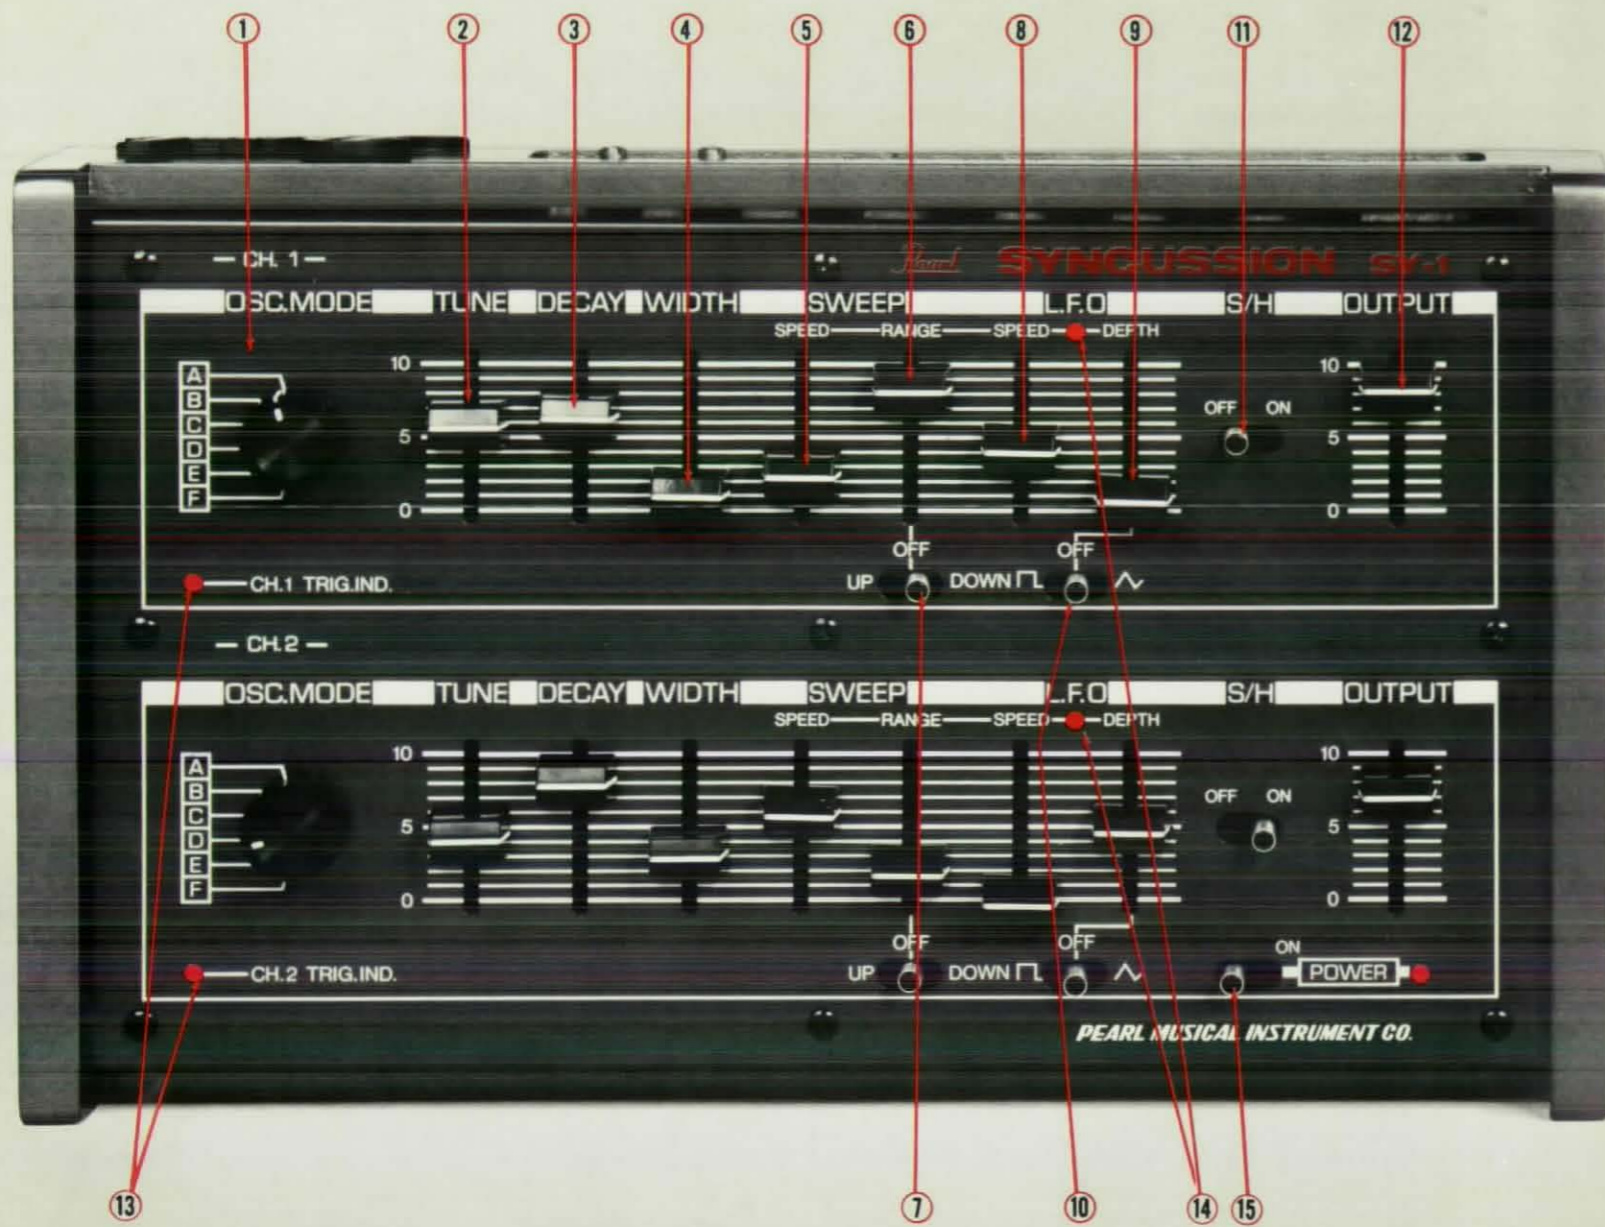 ① ② ③ ④ ⑤ ⑥ ⑧ ⑨ ⑪ ⑫
— CH. 1 —
Pearl SYNCUSSION SY-1
OSC.MODE TUNE DECAY WIDTH SWEEP L.F.O S/H OUTPUT
SPEED RANGE SPEED DEPTH
A 10 10
B
OFF ON
C
5 5
D
E
F
0 0
OFF OFF
CH.1 TRIG.IND. UP DOWN
— CH.2 —
OSC.MODE TUNE DECAY WIDTH SWEEP L.F.O S/H OUTPUT
SPEED RANGE SPEED DEPTH
A 10 10
B
OFF ON
C
5 5
D
E
F
0 0
OFF OFF ON
CH.2 TRIG.IND. UP DOWN POWER
PEARL MUSICAL INSTRUMENT CO.
⑬ ⑦ ⑩ ⑭ ⑮